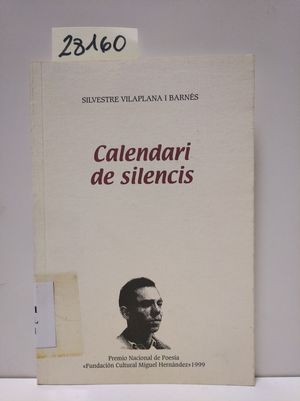 28160
SILVESTRE VILAPLANA I BARNÉS
Calendari
de silencis
Premio Nacional de Poesía
«Fundación Cultural Miguel Hernández»1999